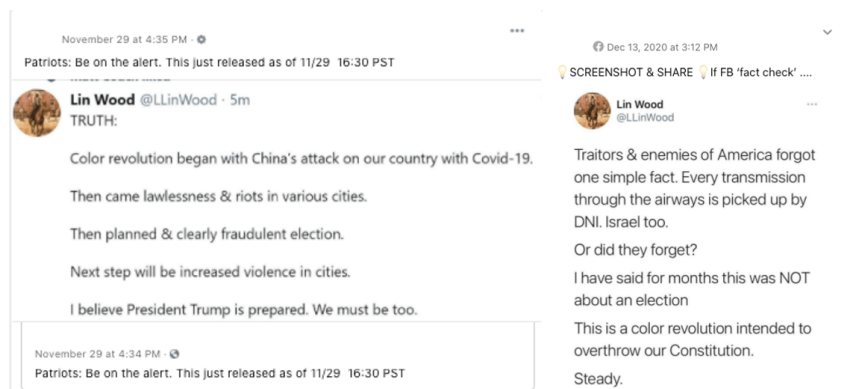 November 29 at 4:35 PM ·
Patriots: Be on the alert. This just released as of 11/29 16:30 PST
Lin Wood @LLinWood · 5m
TRUTH:
Color revolution began with China's attack on our country with Covid-19.
Then came lawlessness & riots in various cities.
Then planned & clearly fraudulent election.
Next step will be increased violence in cities.
I believe President Trump is prepared. We must be too.
November 29 at 4:34 PM ·
Patriots: Be on the alert. This just released as of 11/29 16:30 PST
Dec 13, 2020 at 3:12 PM
💡SCREENSHOT & SHARE 💡If FB 'fact check' ....
Lin Wood
@LLinWood
Traitors & enemies of America forgot
one simple fact. Every transmission
through the airways is picked up by
DNI. Israel too.
Or did they forget?
I have said for months this was NOT
about an election
This is a color revolution intended to
overthrow our Constitution.
Steady.